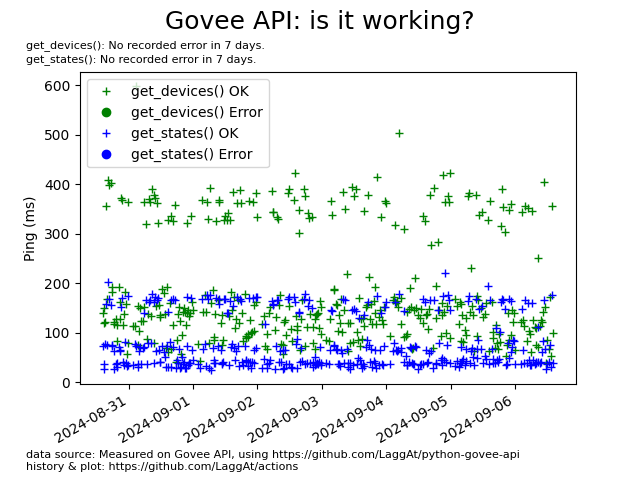 Govee API: is it working?
get_devices(): No recorded error in 7 days.
get_states(): No recorded error in 7 days.
get_devices() OK
get_devices() Error
get_states() OK
get_states() Error
Ping (ms)
600
500
400
300
200
100
0
2024-08-31
2024-09-01
2024-09-02
2024-09-03
2024-09-04
2024-09-05
2024-09-06
data source: Measured on Govee API, using https://github.com/LaggAt/python-govee-api
history & plot: https://github.com/LaggAt/actions